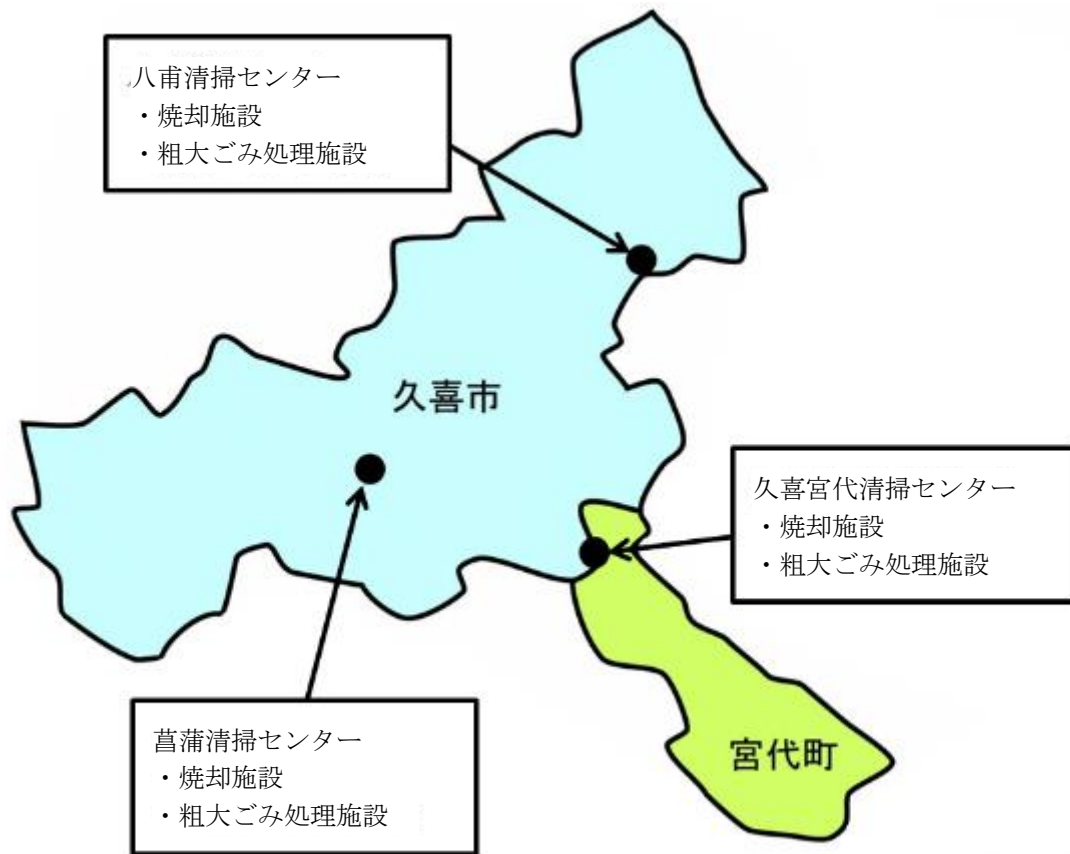 八甫清掃センター
・焼却施設
・粗大ごみ処理施設
久喜市
久喜宮代清掃センター
・焼却施設
・粗大ごみ処理施設
菖蒲清掃センター
・焼却施設
・粗大ごみ処理施設
宮代町